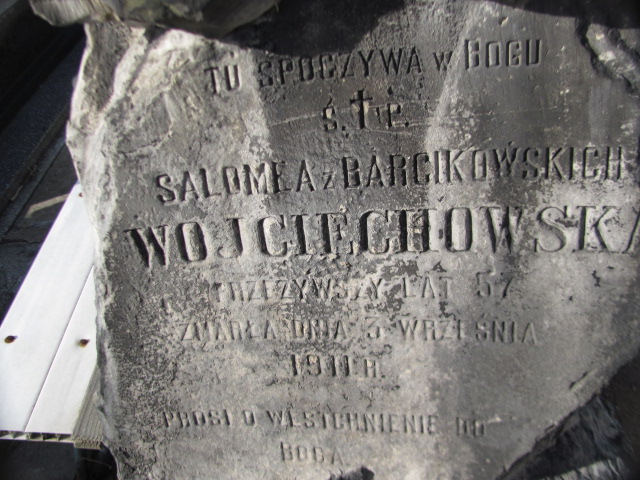 TU SPOCZYWA W BOGU
Ś. † P.
SALOMEA z BARCIKOWSKICH
WOJCIECHOWSKA
PRZEŻYWSZY LAT 57
ZMARŁA DNIA 3 WRZEŚNIA
1911 R.
PROSI O WESTCHNIENIE DO
BOGA